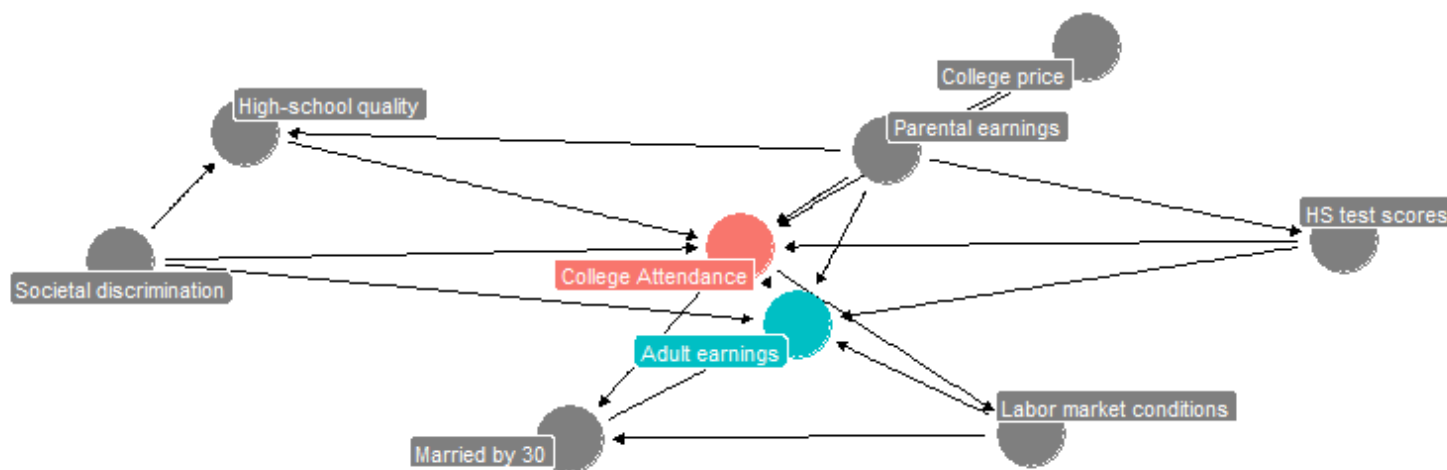 College price
High-school quality
Parental earnings
HS test scores
College Attendance
Societal discrimination
Adult earnings
Labor market conditions
Married by 30